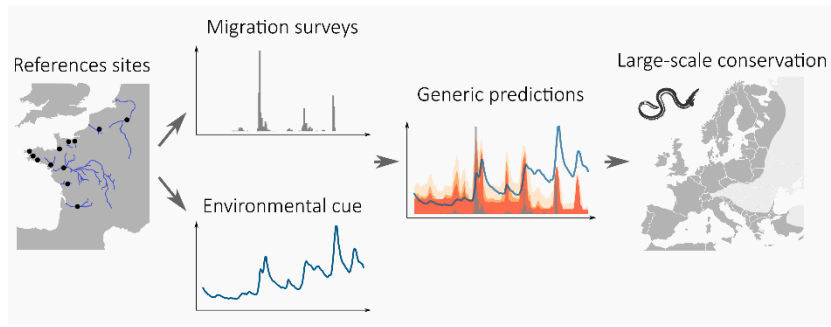 References sites
Migration surveys
Environmental cue
Generic predictions
Large-scale conservation